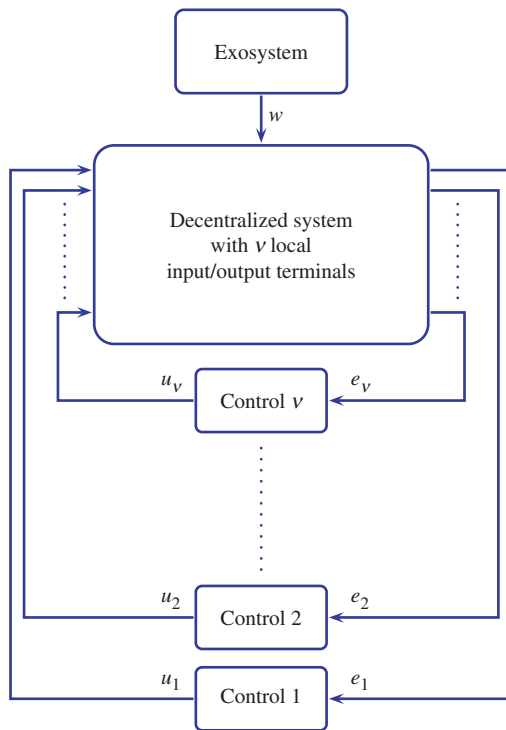 Exosystem
w
Decentralized system
with ν local
input/output terminals
u_ν
e_ν
Control ν
u_2
e_2
Control 2
u_1
e_1
Control 1